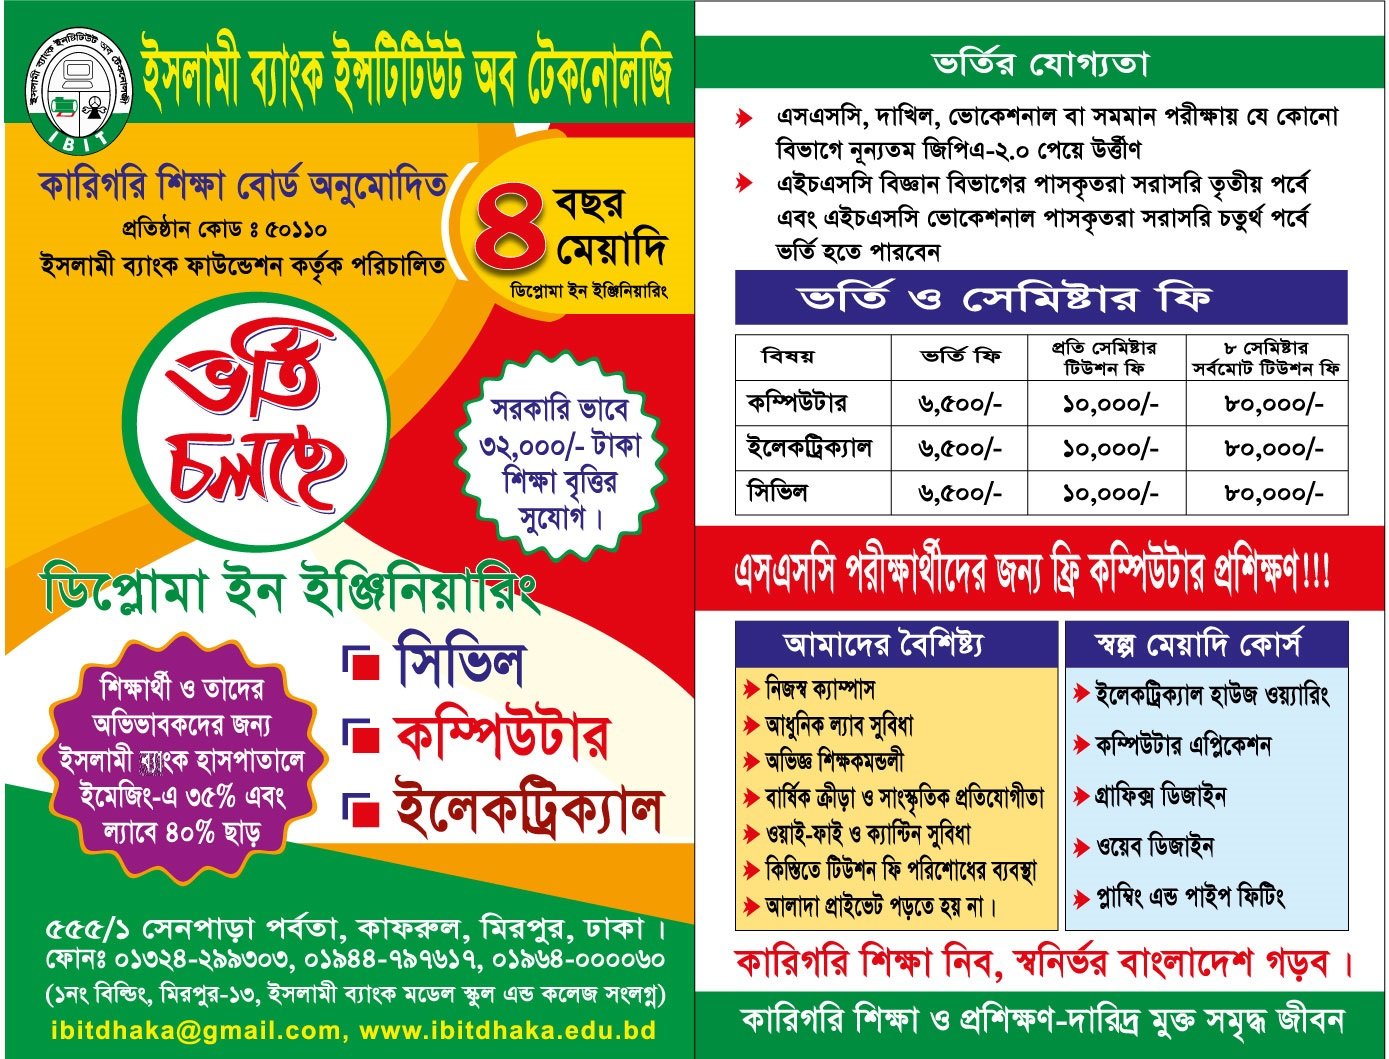 ইসলামী ব্যাংক ইন্সটিটিউট অব টেকনোলজি
ইসলামী ব্যাংক ইনস্টিটিউট অব টেকনোলজী
IBIT
কারিগরি শিক্ষা বোর্ড অনুমোদিত
প্রতিষ্ঠান কোড ঃ ৫০১১০
ইসলামী ব্যাংক ফাউন্ডেশন কর্তৃক পরিচালিত
৪ বছর
মেয়াদি
ডিপ্লোমা ইন ইঞ্জিনিয়ারিং
ভর্তি
চলছে
সরকারি ভাবে
৩২,০০০/- টাকা
শিক্ষা বৃত্তির
সুযোগ ।
ডিপ্লোমা ইন ইঞ্জিনিয়ারিং
সিভিল
কম্পিউটার
ইলেকট্রিক্যাল
শিক্ষার্থী ও তাদের
অভিভাবকদের জন্য
ইসলামী ব্যাংক হাসপাতালে
ইমেজিং-এ ৩৫% এবং
ল্যাবে ৪০% ছাড়
৫৫৫/১ সেনপাড়া পর্বতা, কাফরুল, মিরপুর, ঢাকা ।
ফোনঃ ০১৩২৪-২৯৯৩০৩, ০১৯৪৪-৭৯৭৬১৭, ০১৯৬৪-০০০০৬০
(১নং বিল্ডিং, মিরপুর-১৩, ইসলামী ব্যাংক মডেল স্কুল এন্ড কলেজ সংলগ্ন)
ibitdhaka@gmail.com, www.ibitdhaka.edu.bd
ভর্তির যোগ্যতা
এসএসসি, দাখিল, ভোকেশনাল বা সমমান পরীক্ষায় যে কোনো
বিভাগে নূন্যতম জিপিএ-২.০ পেয়ে উর্ত্তীণ
এইচএসসি বিজ্ঞান বিভাগের পাসকৃতরা সরাসরি তৃতীয় পর্বে
এবং এইচএসসি ভোকেশনাল পাসকৃতরা সরাসরি চতুর্থ পর্বে
ভর্তি হতে পারবেন
ভর্তি ও সেমিষ্টার ফি
বিষয় ভর্তি ফি প্রতি সেমিষ্টার টিউশন ফি ৮ সেমিষ্টার সর্বমোট টিউশন ফি
কম্পিউটার ৬,৫০০/- ১০,০০০/- ৮০,০০০/-
ইলেকট্রিক্যাল ৬,৫০০/- ১০,০০০/- ৮০,০০০/-
সিভিল ৬,৫০০/- ১০,০০০/- ৮০,০০০/-
এসএসসি পরীক্ষার্থীদের জন্য ফ্রি কম্পিউটার প্রশিক্ষণ!!!
আমাদের বৈশিষ্ট্য
নিজস্ব ক্যাম্পাস
আধুনিক ল্যাব সুবিধা
অভিজ্ঞ শিক্ষকমন্ডলী
বার্ষিক ক্রীড়া ও সাংস্কৃতিক প্রতিযোগীতা
ওয়াই-ফাই ও ক্যান্টিন সুবিধা
কিস্তিতে টিউশন ফি পরিশোধের ব্যবস্থা
আলাদা প্রাইভেট পড়তে হয় না ।
স্বল্প মেয়াদি কোর্স
ইলেকট্রিক্যাল হাউজ ওয়্যারিং
কম্পিউটার এপ্লিকেশন
গ্রাফিক্স ডিজাইন
ওয়েব ডিজাইন
প্লাম্বিং এন্ড পাইপ ফিটিং
কারিগরি শিক্ষা নিব, স্বনির্ভর বাংলাদেশ গড়ব ।
কারিগরি শিক্ষা ও প্রশিক্ষণ-দারিদ্র মুক্ত সমৃদ্ধ জীবন